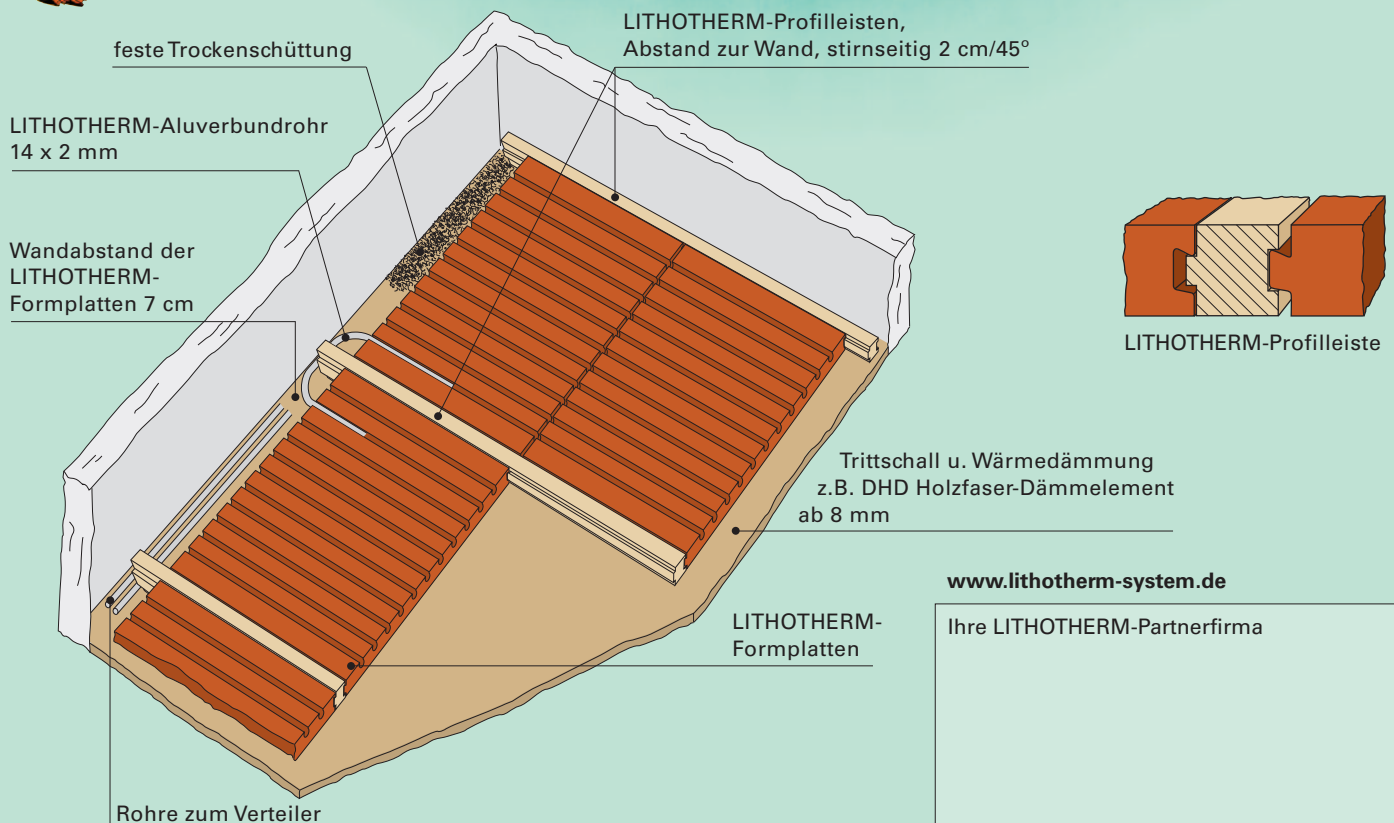 LITHOTHERM-Profilleisten,
Abstand zur Wand, stirnseitig 2 cm/45°
feste Trockenschüttung
LITHOTHERM-Aluverbundrohr
14 x 2 mm
Wandabstand der
LITHOTHERM-
Formplatten 7 cm
LITHOTHERM-Profilleiste
Trittschall u. Wärmedämmung
z.B. DHD Holzfaser-Dämmelement
ab 8 mm
www.lithotherm-system.de
Ihre LITHOTHERM-Partnerfirma
LITHOTHERM-
Formplatten
Rohre zum Verteiler